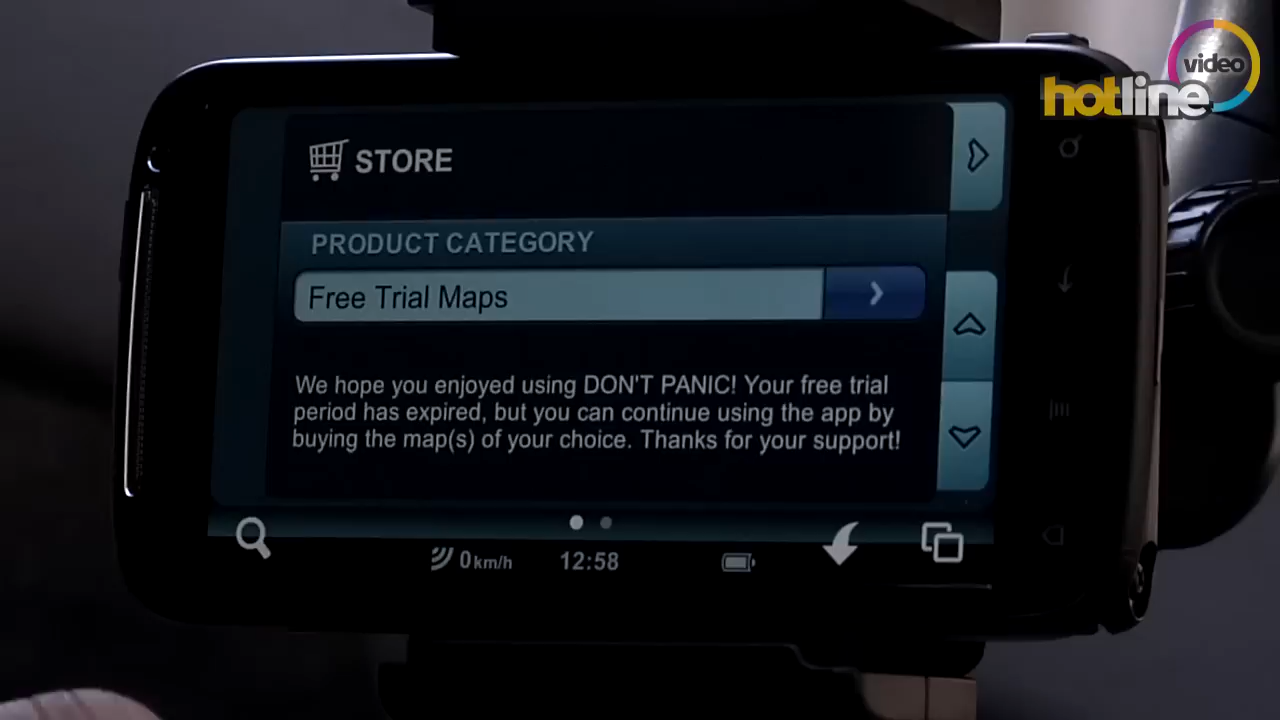 video
hotline
STORE
PRODUCT CATEGORY
Free Trial Maps
We hope you enjoyed using DON'T PANIC! Your free trial
period has expired, but you can continue using the app by
buying the map(s) of your choice. Thanks for your support!
0 km/h
12:58